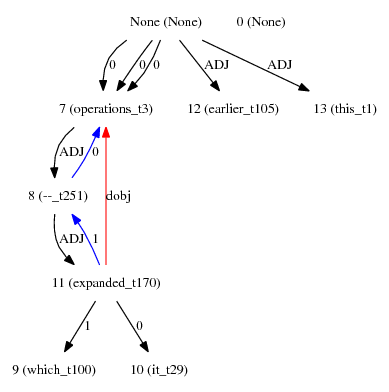 None (None) 0 (None)
0 0 0 ADJ ADJ
7 (operations_t3) 12 (earlier_t105) 13 (this_t1)
ADJ 0
8 (--_t251) dobj
ADJ 1
11 (expanded_t170)
1 0
9 (which_t100) 10 (it_t29)